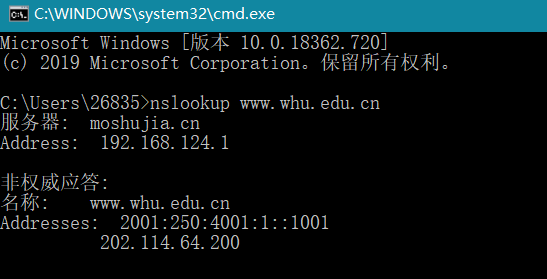 C:\WINDOWS\system32\cmd.exe
Microsoft Windows [版本 10.0.18362.720]
(c) 2019 Microsoft Corporation。保留所有权利。
C:\Users\26835>nslookup www.whu.edu.cn
服务器:  moshujia.cn
Address:  192.168.124.1
非权威应答:
名称:    www.whu.edu.cn
Addresses:  2001:250:4001:1::1001
202.114.64.200